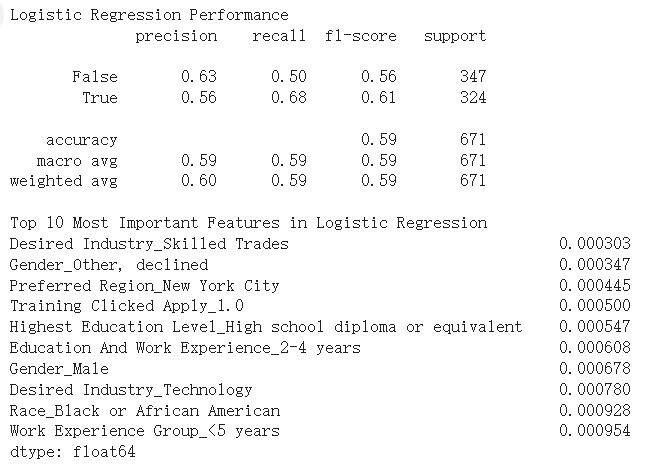 Logistic Regression Performance
precision recall f1-score support
False 0.63 0.50 0.56 347
True 0.56 0.68 0.61 324
accuracy 0.59 671
macro avg 0.59 0.59 0.59 671
weighted avg 0.60 0.59 0.59 671
Top 10 Most Important Features in Logistic Regression
Desired Industry_Skilled Trades 0.000303
Gender_Other, declined 0.000347
Preferred Region_New York City 0.000445
Training Clicked Apply_1.0 0.000500
Highest Education Level_High school diploma or equivalent 0.000547
Education And Work Experience_2-4 years 0.000608
Gender_Male 0.000678
Desired Industry_Technology 0.000780
Race_Black or African American 0.000928
Work Experience Group_<5 years 0.000954
dtype: float64